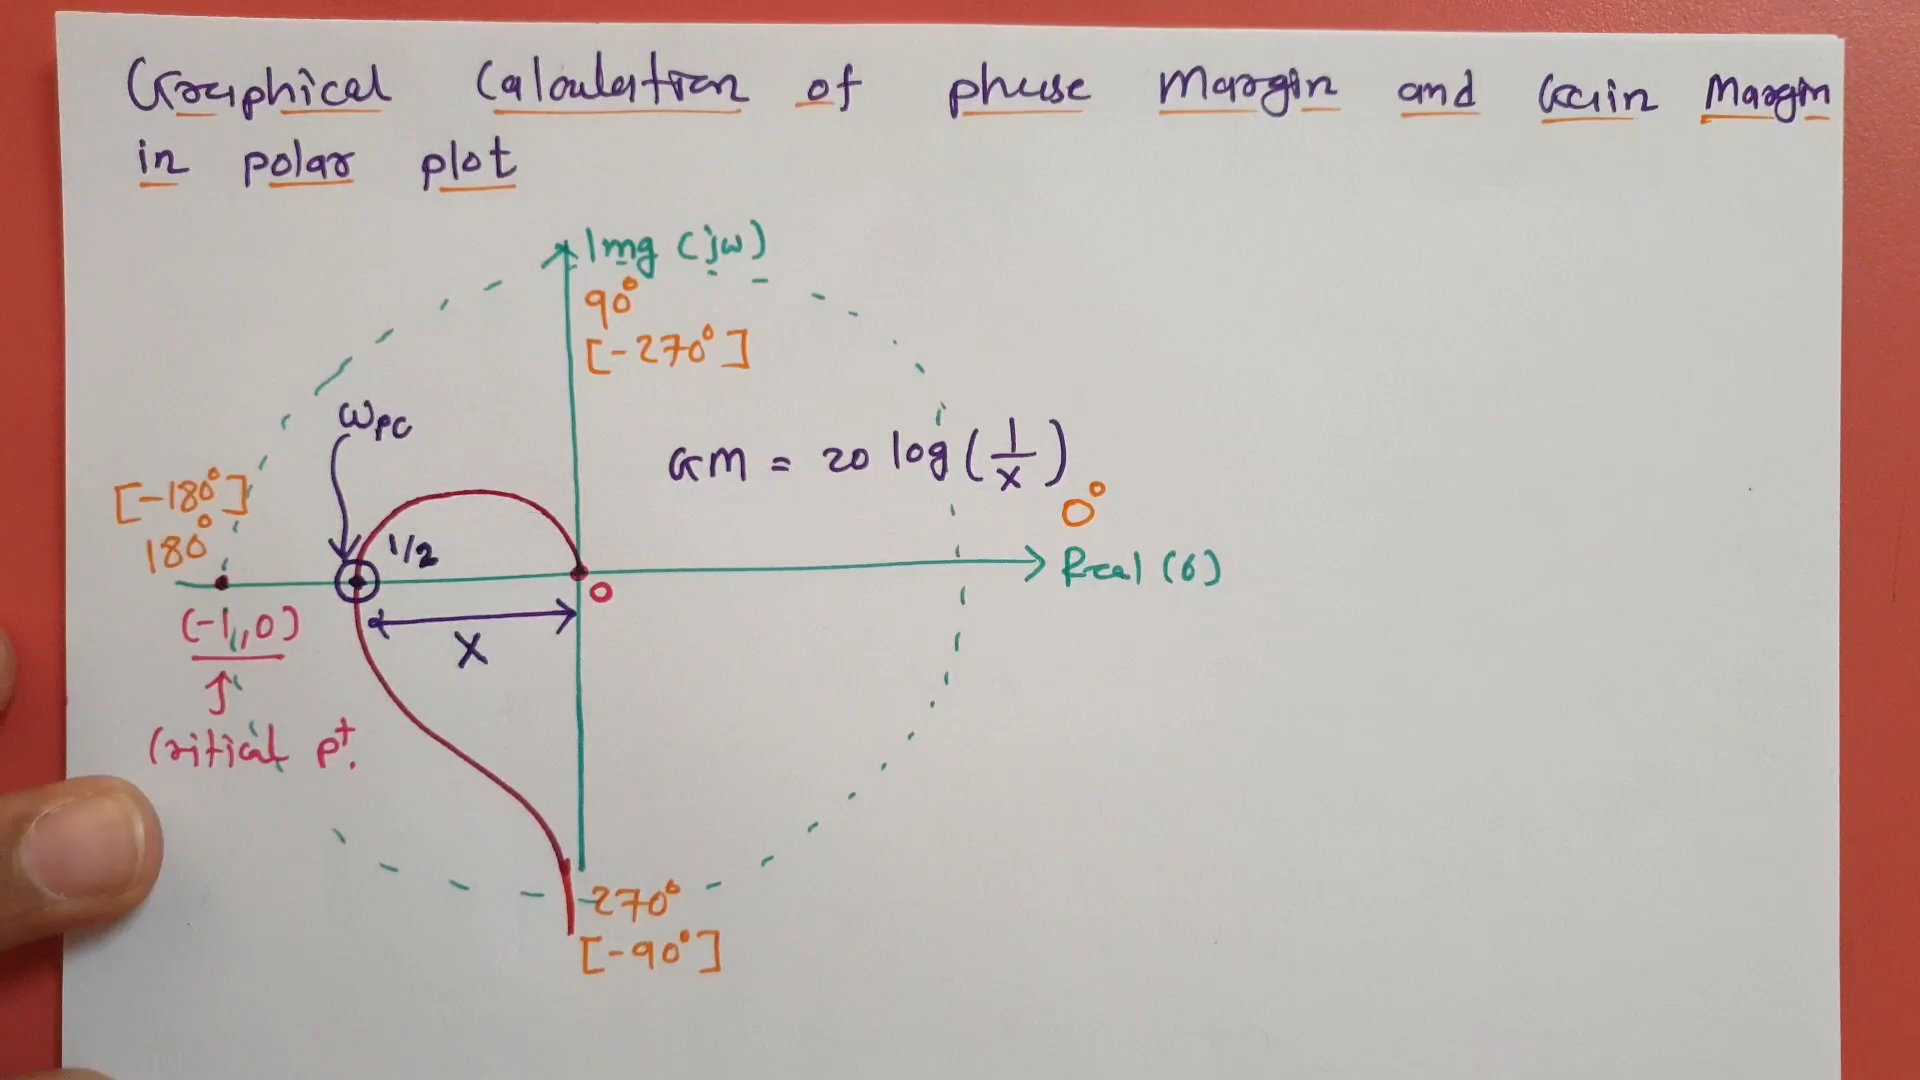 Graphical Calculation of phase Margin and Gain Margin
in polar plot
Img (jω)
90°
[-270°]
ωPC
GM = 20 log (1/x)
[-180°]
180°
1/2
0°
Real (σ)
(-1, 0)
0
X
Critical pt.
270°
[-90°]